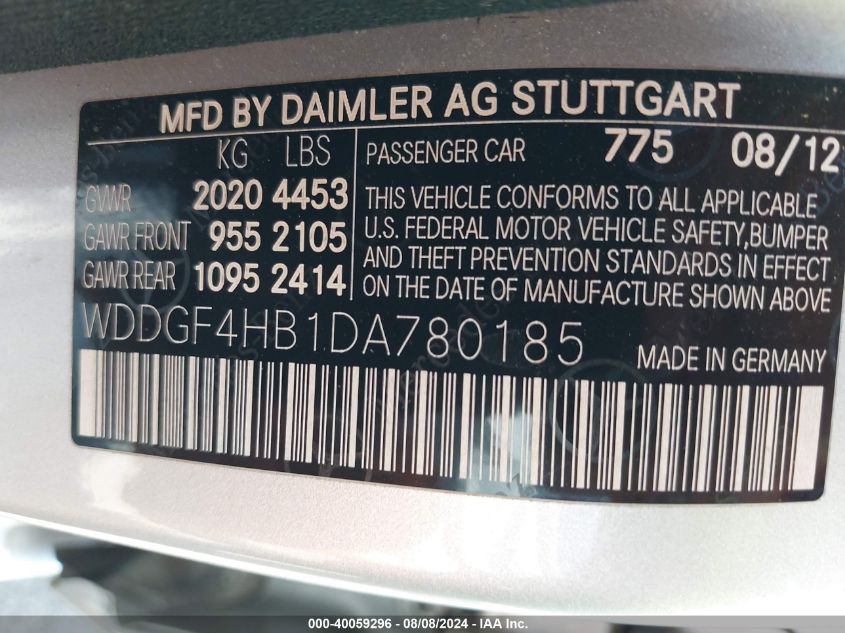 MFD BY DAIMLER AG STUTTGART
KG LBS
GVWR 2020 4453
GAWR FRONT 955 2105
GAWR REAR 1095 2414
PASSENGER CAR 775 08/12
THIS VEHICLE CONFORMS TO ALL APPLICABLE
U.S. FEDERAL MOTOR VEHICLE SAFETY,BUMPER
AND THEFT PREVENTION STANDARDS IN EFFECT
ON THE DATE OF MANUFACTURE SHOWN ABOVE
WDDGF4HB1DA780185
MADE IN GERMANY
000-40059296 - 08/08/2024 - IAA Inc.